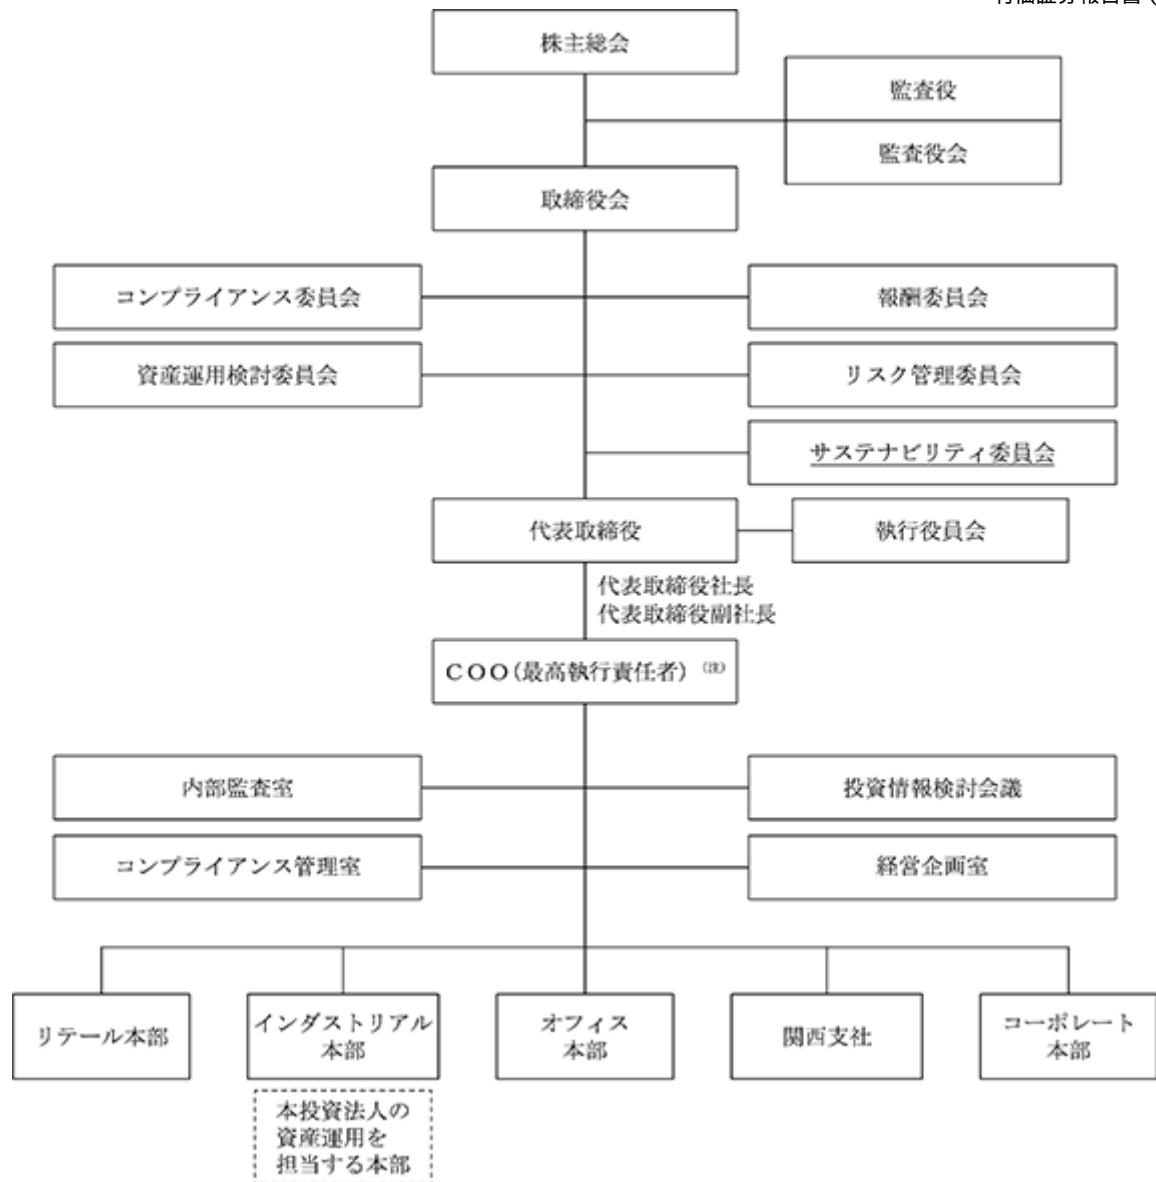 有価証券報告書（
株主総会
監査役
監査役会
取締役会
コンプライアンス委員会
報酬委員会
資産運用検討委員会
リスク管理委員会
サステナビリティ委員会
代表取締役
執行役員会
代表取締役社長
代表取締役副社長
ＣＯＯ（最高執行責任者）（注）
内部監査室
投資情報検討会議
コンプライアンス管理室
経営企画室
リテール本部
インダストリアル
本部
オフィス
本部
関西支社
コーポレート
本部
本投資法人の
資産運用を
担当する本部